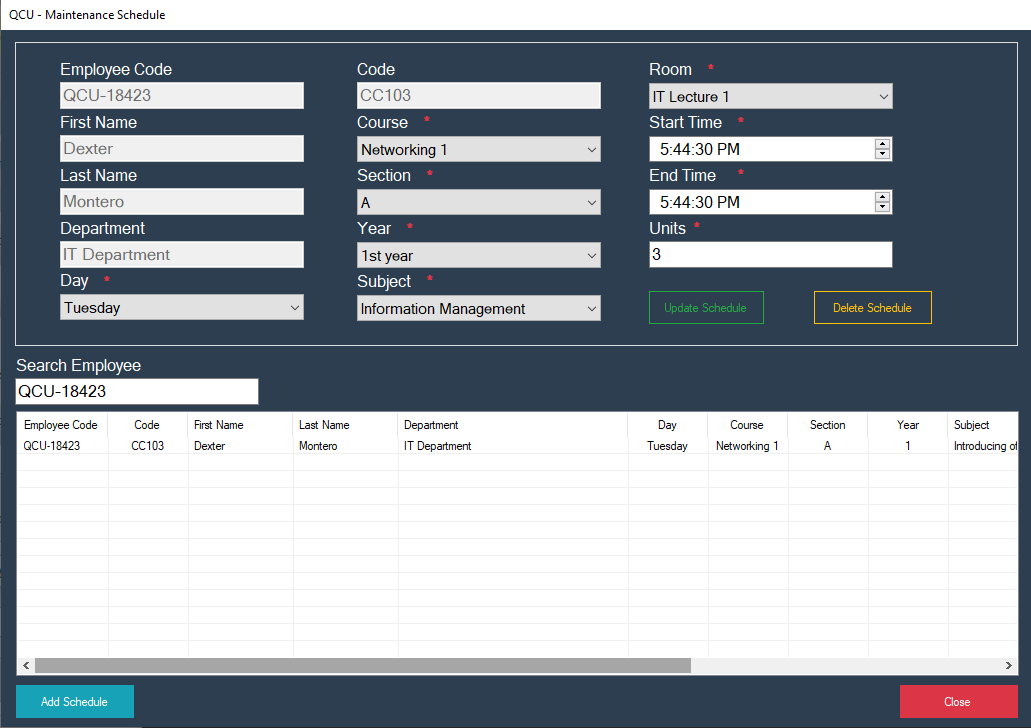 QCU - Maintenance Schedule
Employee Code
QCU-18423
First Name
Dexter
Last Name
Montero
Department
IT Department
Day *
Tuesday
Code
CC103
Course *
Networking 1
Section *
A
Year *
1st year
Subject *
Information Management
Room *
IT Lecture 1
Start Time *
5:44:30 PM
End Time *
5:44:30 PM
Units *
3
Update Schedule Delete Schedule
Search Employee
QCU-18423
Employee Code Code First Name Last Name Department Day Course Section Year Subject
QCU-18423 CC103 Dexter Montero IT Department Tuesday Networking 1 A 1 Introducing of
Add Schedule Close